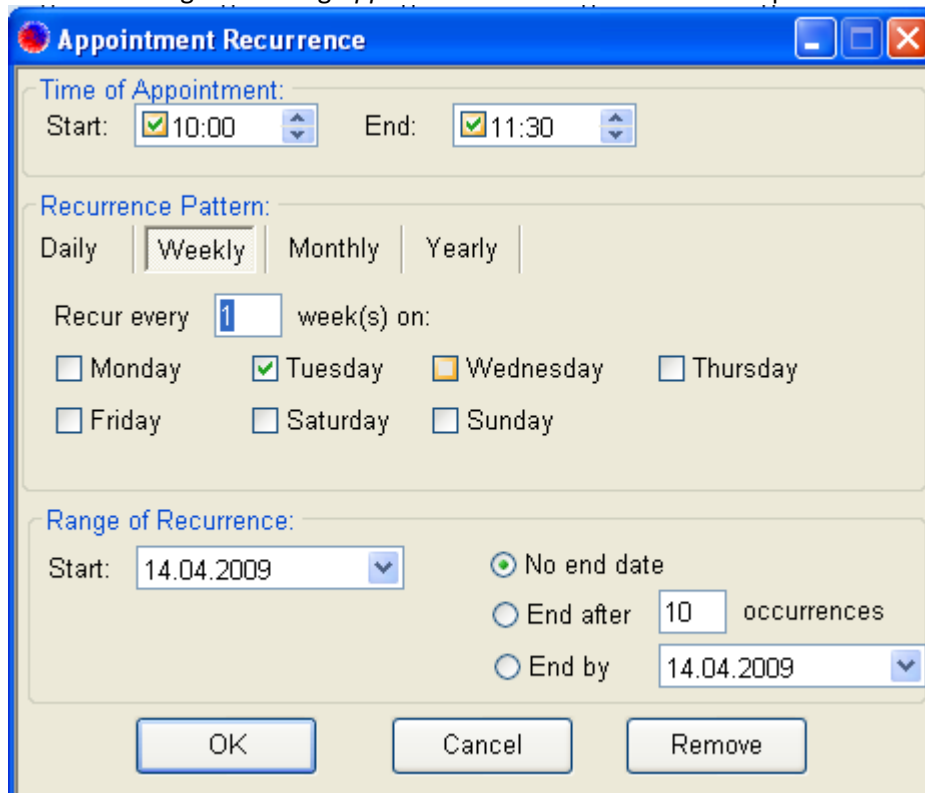 Appointment Recurrence
Time of Appointment:
Start: 10:00 End: 11:30
Recurrence Pattern:
Daily Weekly Monthly Yearly
Recur every 1 week(s) on:
Monday Tuesday Wednesday Thursday
Friday Saturday Sunday
Range of Recurrence:
Start: 14.04.2009 No end date
End after 10 occurrences
End by 14.04.2009
OK Cancel Remove